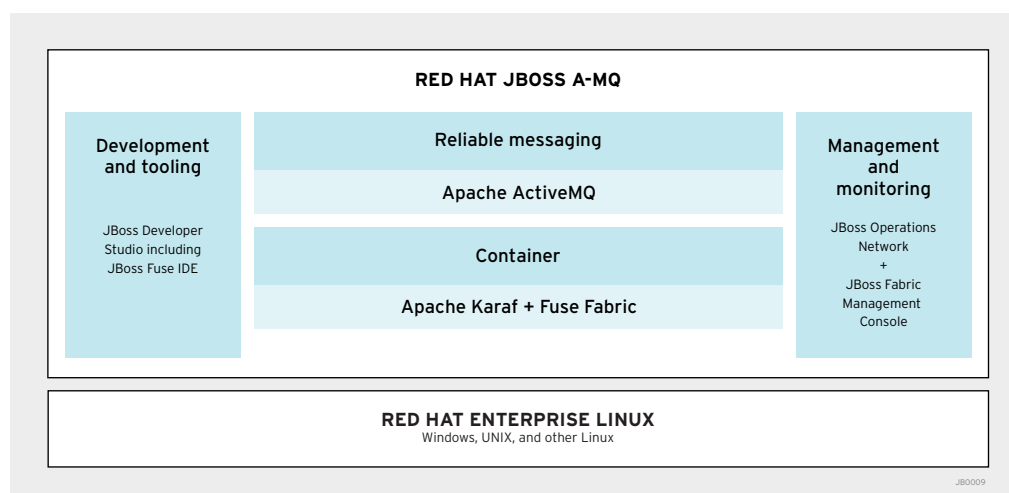 RED HAT JBOSS A-MQ
Development
and tooling
JBoss Developer
Studio including
JBoss Fuse IDE
Reliable messaging
Apache ActiveMQ
Container
Apache Karaf + Fuse Fabric
Management
and
monitoring
JBoss Operations
Network
+
JBoss Fabric
Management
Console
RED HAT ENTERPRISE LINUX
Windows, UNIX, and other Linux
JB0009